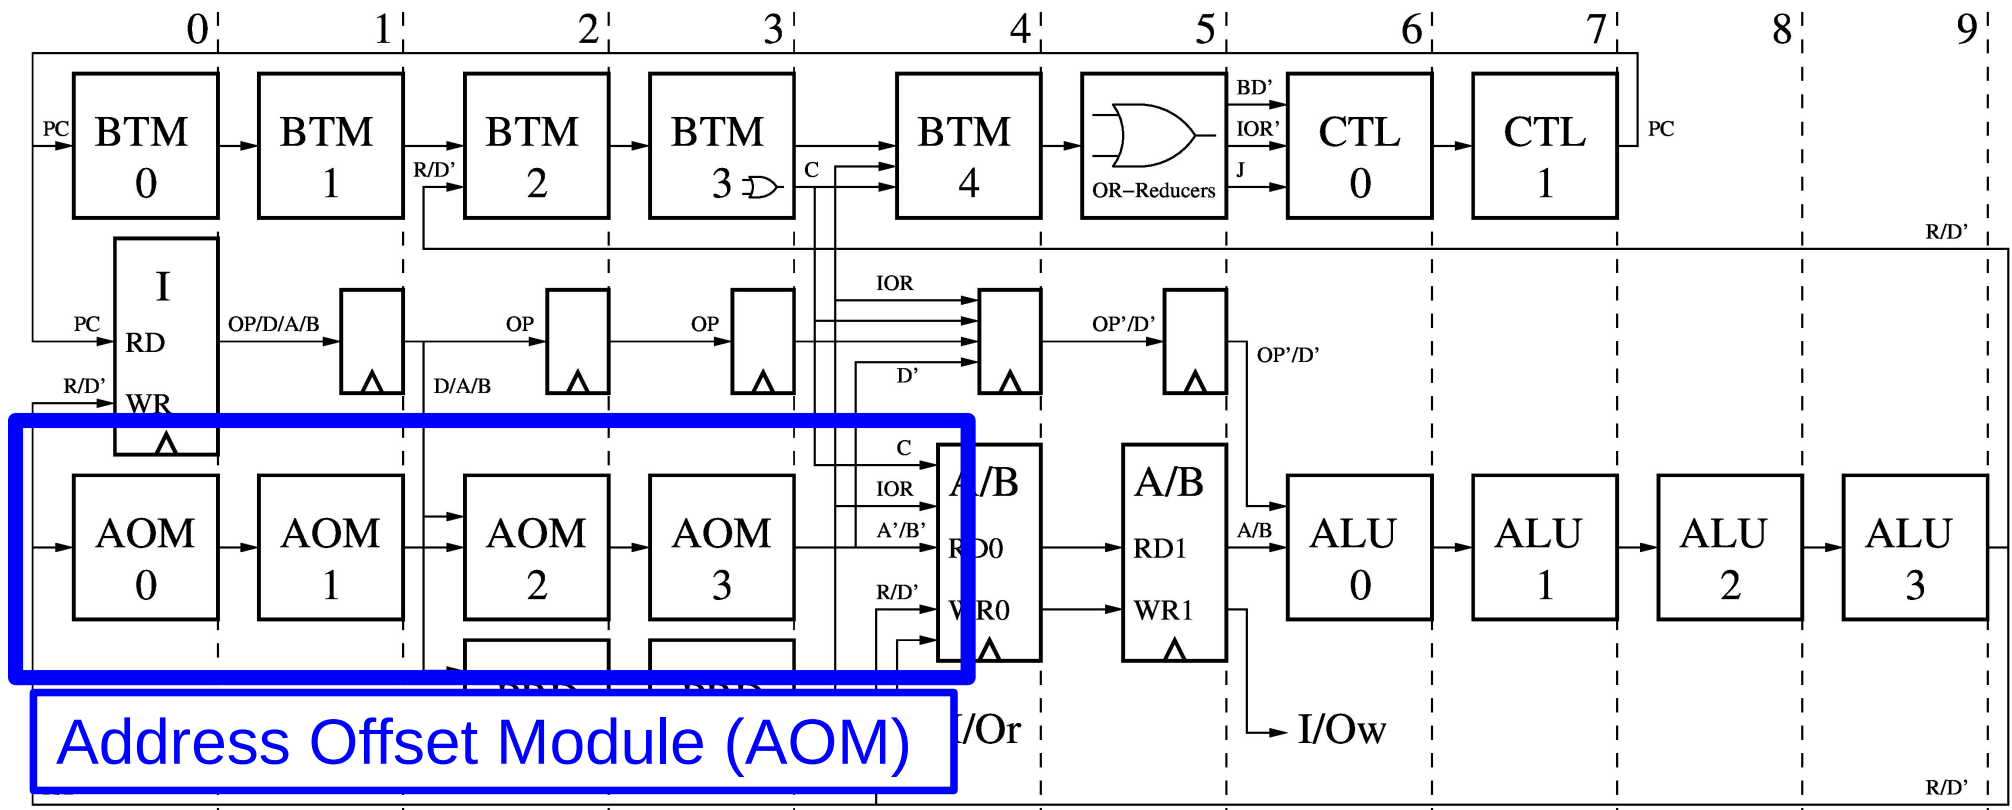 0 1 2 3 4 5 6 7 8 9
PC BTM 0
BTM 1
R/D' BTM 2
BTM 3
C
BTM 4
OR–Reducers
BD'
IOR'
J
CTL 0
CTL 1
PC
R/D'
I
PC RD
R/D' WR
OP/D/A/B
D/A/B
OP
OP
IOR
D'
OP'/D'
OP'/D'
AOM 0
AOM 1
AOM 2
AOM 3
C
IOR
A'/B'
R/D'
A/B
RD0
WR0
A/B
RD1
WR1
A/B
ALU 0
ALU 1
ALU 2
ALU 3
Address Offset Module (AOM)
I/Or
I/Ow
R/D'